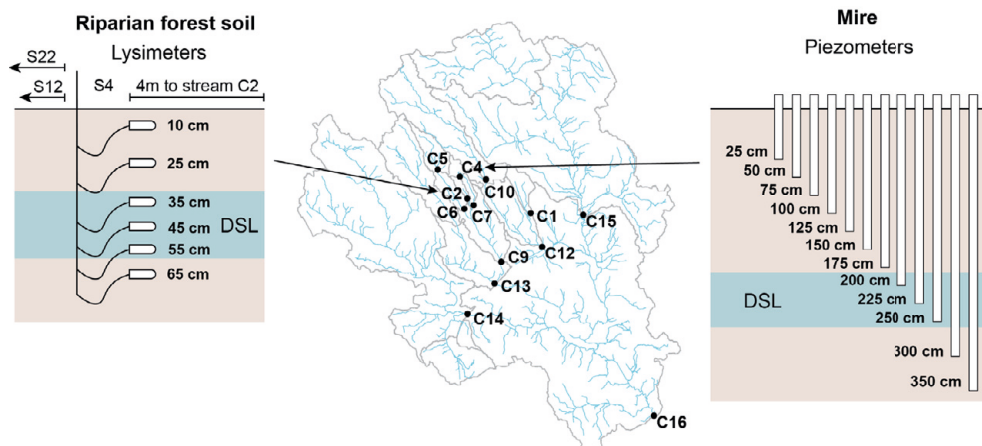 Riparian forest soil
Lysimeters
S22
S12
S4
4m to stream C2
10 cm
25 cm
35 cm
45 cm
DSL
55 cm
65 cm
C5
C4
C2
C10
C6
C7
C1
C15
C9
C12
C13
C14
C16
Mire
Piezometers
25 cm
50 cm
75 cm
100 cm
125 cm
150 cm
175 cm
200 cm
DSL
225 cm
250 cm
300 cm
350 cm